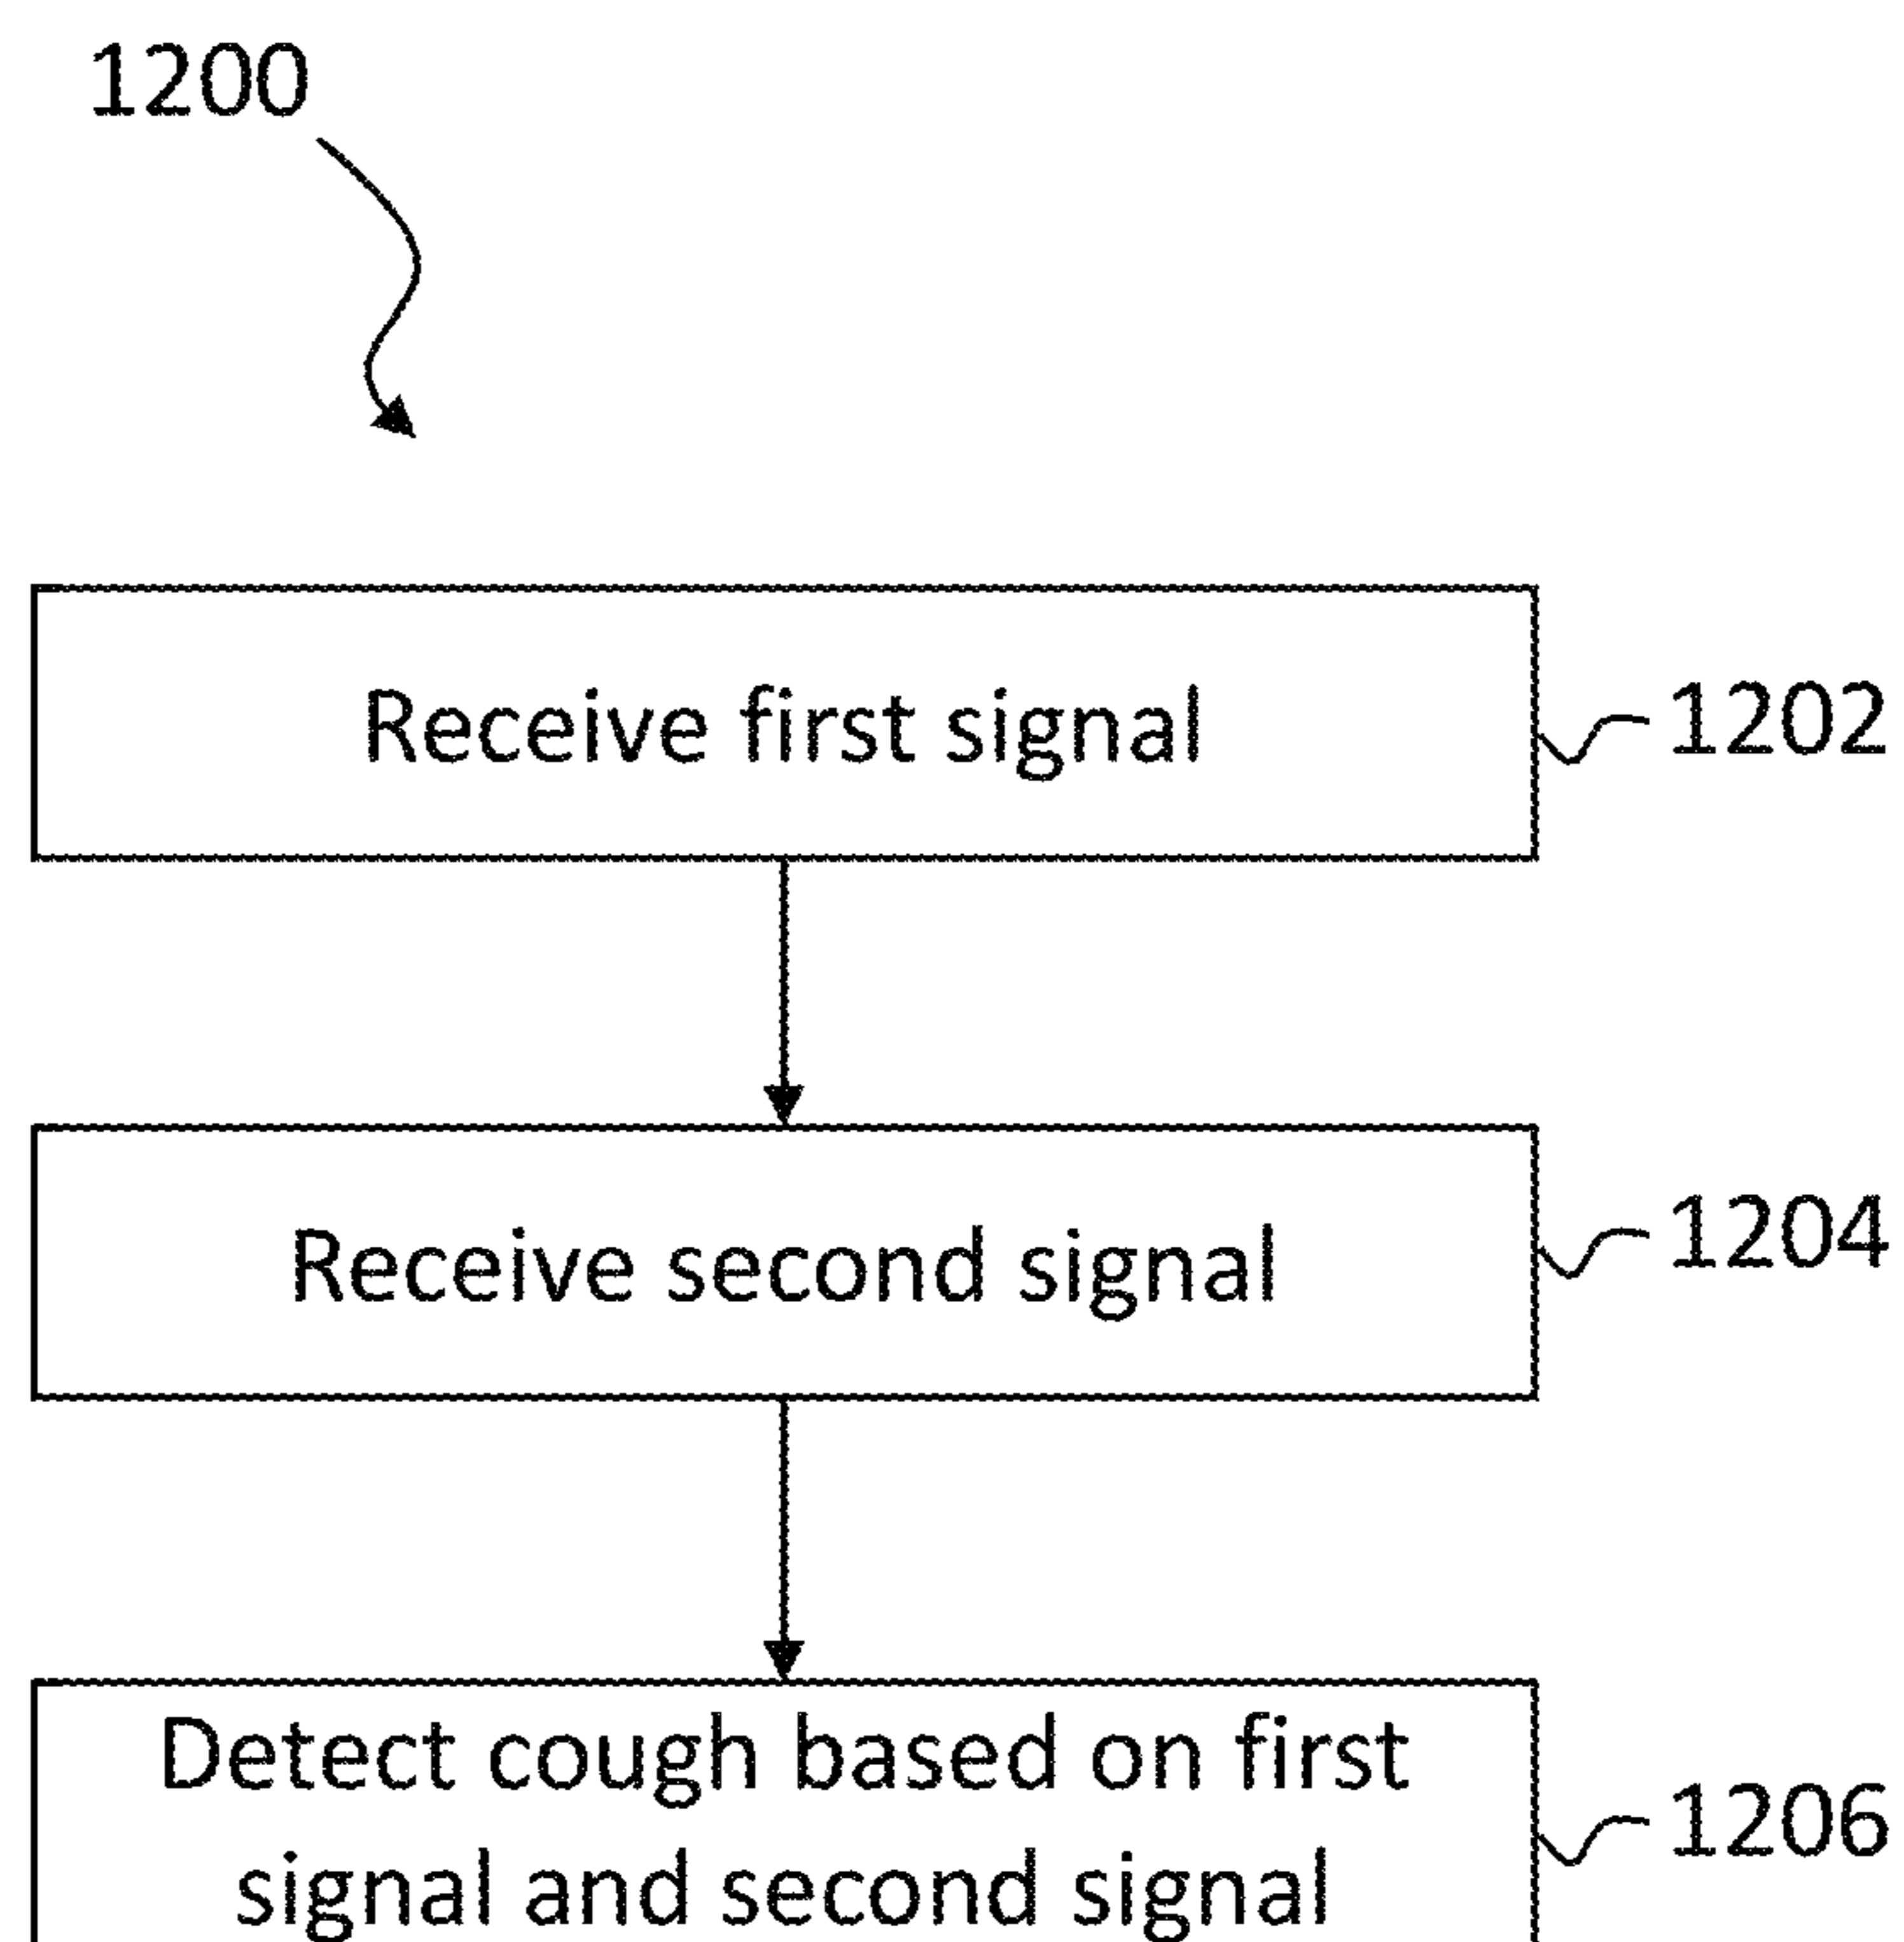 1200
Receive first signal
1202
Receive second signal
1204
Detect cough based on first
signal and second signal
1206